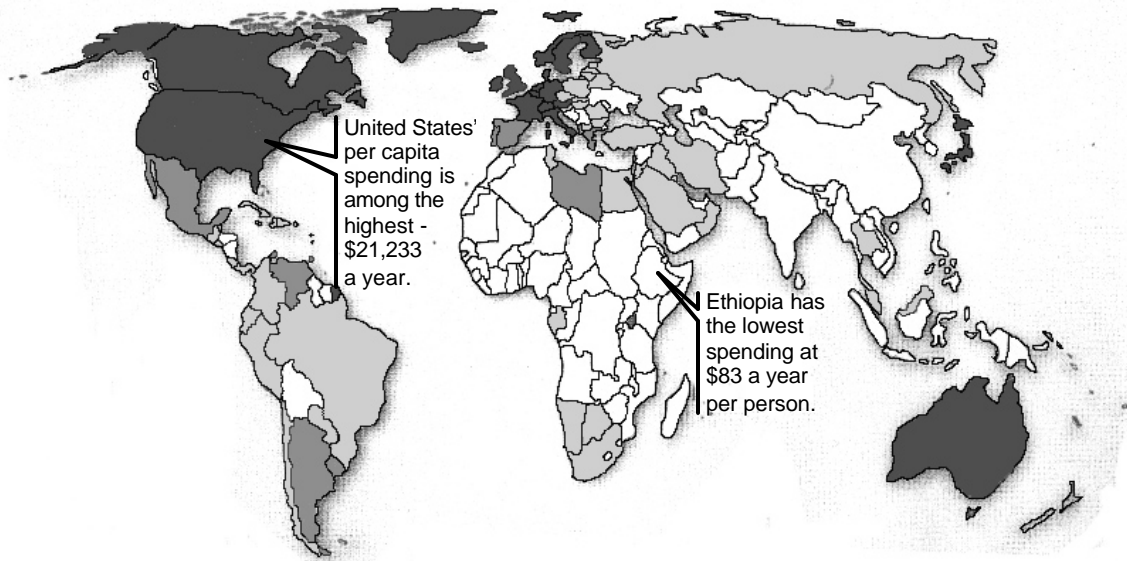 United States'
per capita
spending is
among the
highest -
$21,233
a year.
Ethiopia has
the lowest
spending at
$83 a year
per person.